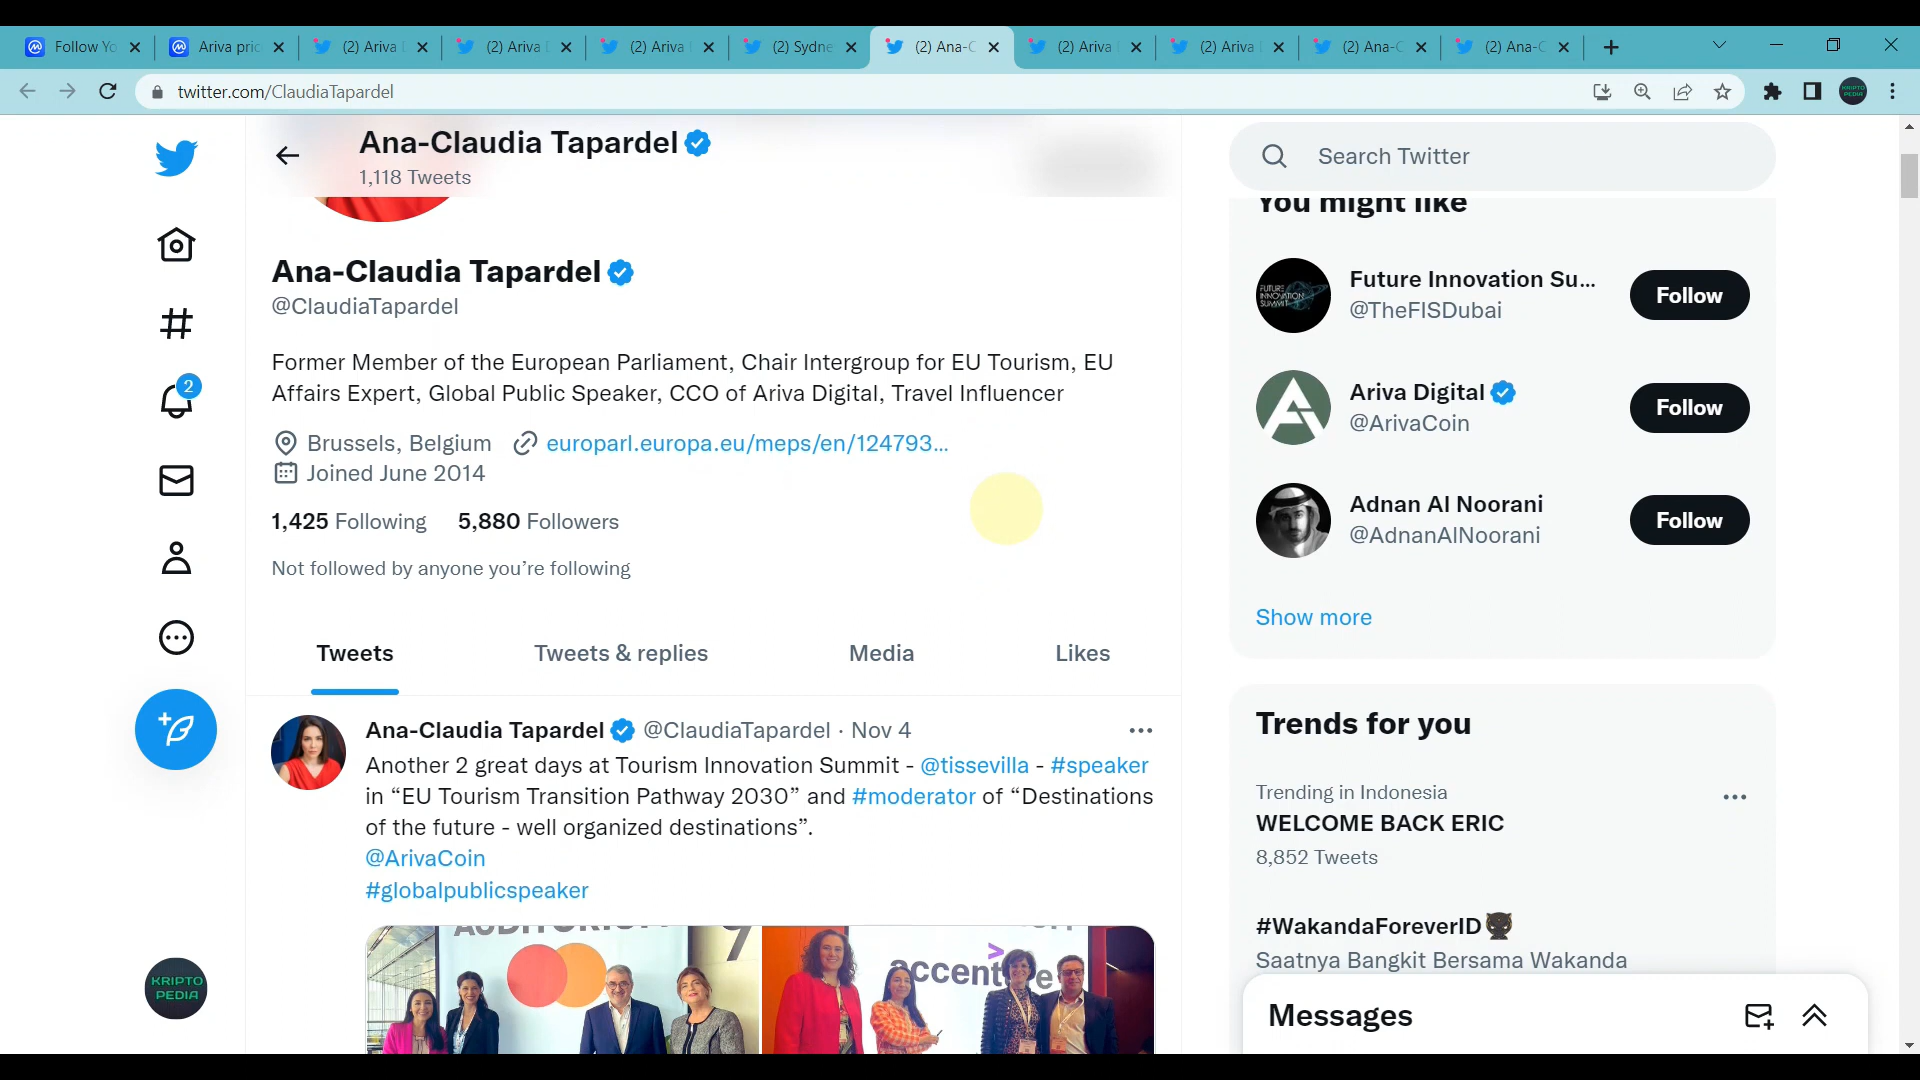 Follow Yo
Ariva pric
(2) Ariva
(2) Ariva
(2) Ariva
(2) Sydne
(2) Ana-C
(2) Ariva
(2) Ariva
(2) Ana-C
(2) Ana-C
twitter.com/ClaudiaTapardel
KRIPTO
PEDIA
Ana-Claudia Tapardel
1,118 Tweets
Search Twitter
Ana-Claudia Tapardel
@ClaudiaTapardel
Former Member of the European Parliament, Chair Intergroup for EU Tourism, EU
Affairs Expert, Global Public Speaker, CCO of Ariva Digital, Travel Influencer
Brussels, Belgium europarl.europa.eu/meps/en/124793...
Joined June 2014
1,425 Following 5,880 Followers
Not followed by anyone you’re following
Tweets Tweets & replies Media Likes
Ana-Claudia Tapardel @ClaudiaTapardel · Nov 4
Another 2 great days at Tourism Innovation Summit - @tissevilla - #speaker
in “EU Tourism Transition Pathway 2030” and #moderator of “Destinations
of the future - well organized destinations”.
@ArivaCoin
#globalpublicspeaker
7
accent
e
2
KRIPTO
PEDIA
You might like
FUTURE
INNOVATION
SUMMIT
Future Innovation Su...
@TheFISDubai
Follow
Ariva Digital
@ArivaCoin
Follow
Adnan Al Noorani
@AdnanAlNoorani
Follow
Show more
Trends for you
Trending in Indonesia
WELCOME BACK ERIC
8,852 Tweets
#WakandaForeverID
Saatnya Bangkit Bersama Wakanda
Messages